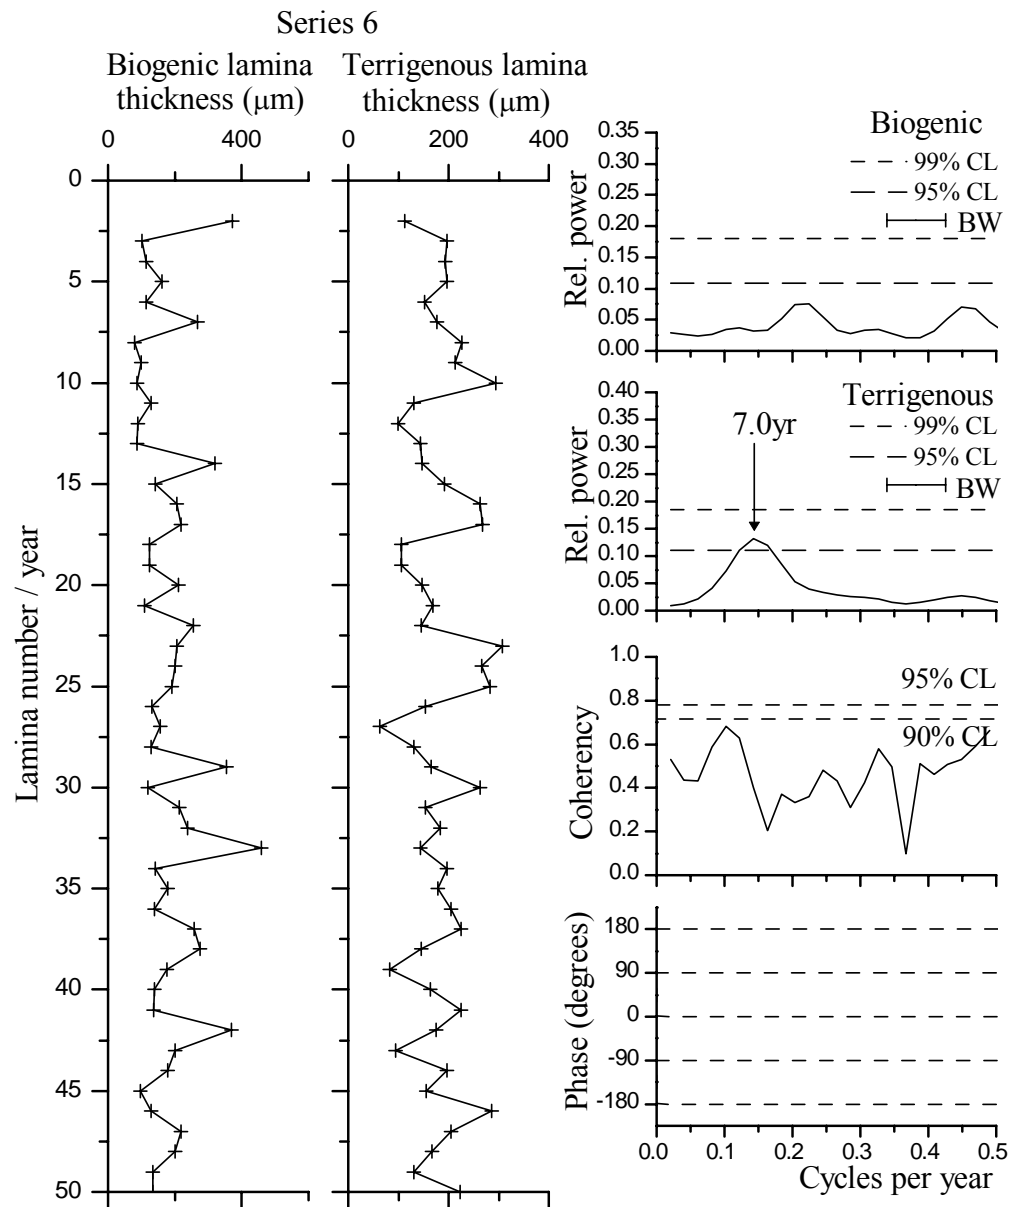 Series 6
Biogenic lamina
thickness (μm)
Terrigenous lamina
thickness (μm)
0 400
0 200 400
Lamina number / year
0
5
10
15
20
25
30
35
40
45
50
Biogenic
99% CL
95% CL
BW
Rel. power
0.35
0.30
0.25
0.20
0.15
0.10
0.05
0.00
Terrigenous
99% CL
95% CL
BW
7.0yr
Rel. power
0.40
0.35
0.30
0.25
0.20
0.15
0.10
0.05
0.00
95% CL
90% CL
Coherency
1.0
0.8
0.6
0.4
0.2
0.0
Phase (degrees)
180
90
0
-90
-180
0.0 0.1 0.2 0.3 0.4 0.5
Cycles per year